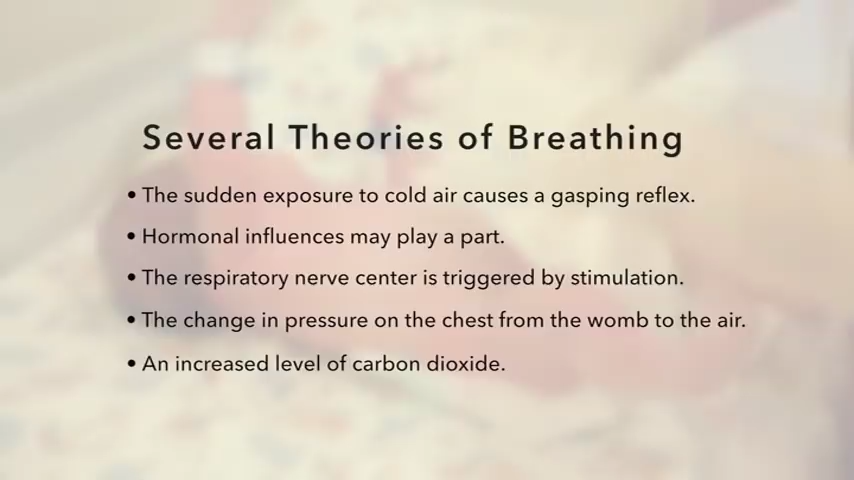 Several Theories of Breathing
• The sudden exposure to cold air causes a gasping reflex.
• Hormonal influences may play a part.
• The respiratory nerve center is triggered by stimulation.
• The change in pressure on the chest from the womb to the air.
• An increased level of carbon dioxide.